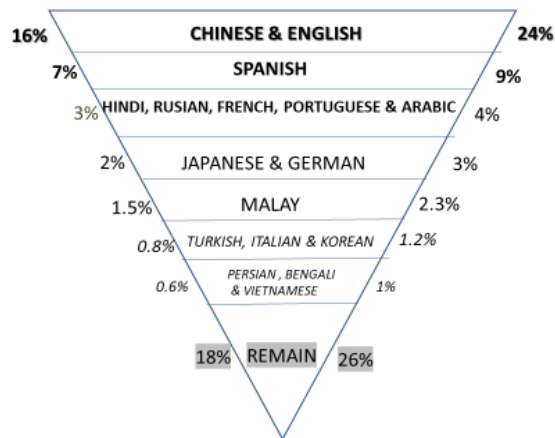 16% CHINESE & ENGLISH 24%
7% SPANISH 9%
3% HINDI, RUSIAN, FRENCH, PORTUGUESE & ARABIC 4%
2% JAPANESE & GERMAN 3%
1.5% MALAY 2.3%
0.8% TURKISH, ITALIAN & KOREAN 1.2%
0.6% PERSIAN , BENGALI 1%
& VIETNAMESE
18% REMAIN 26%